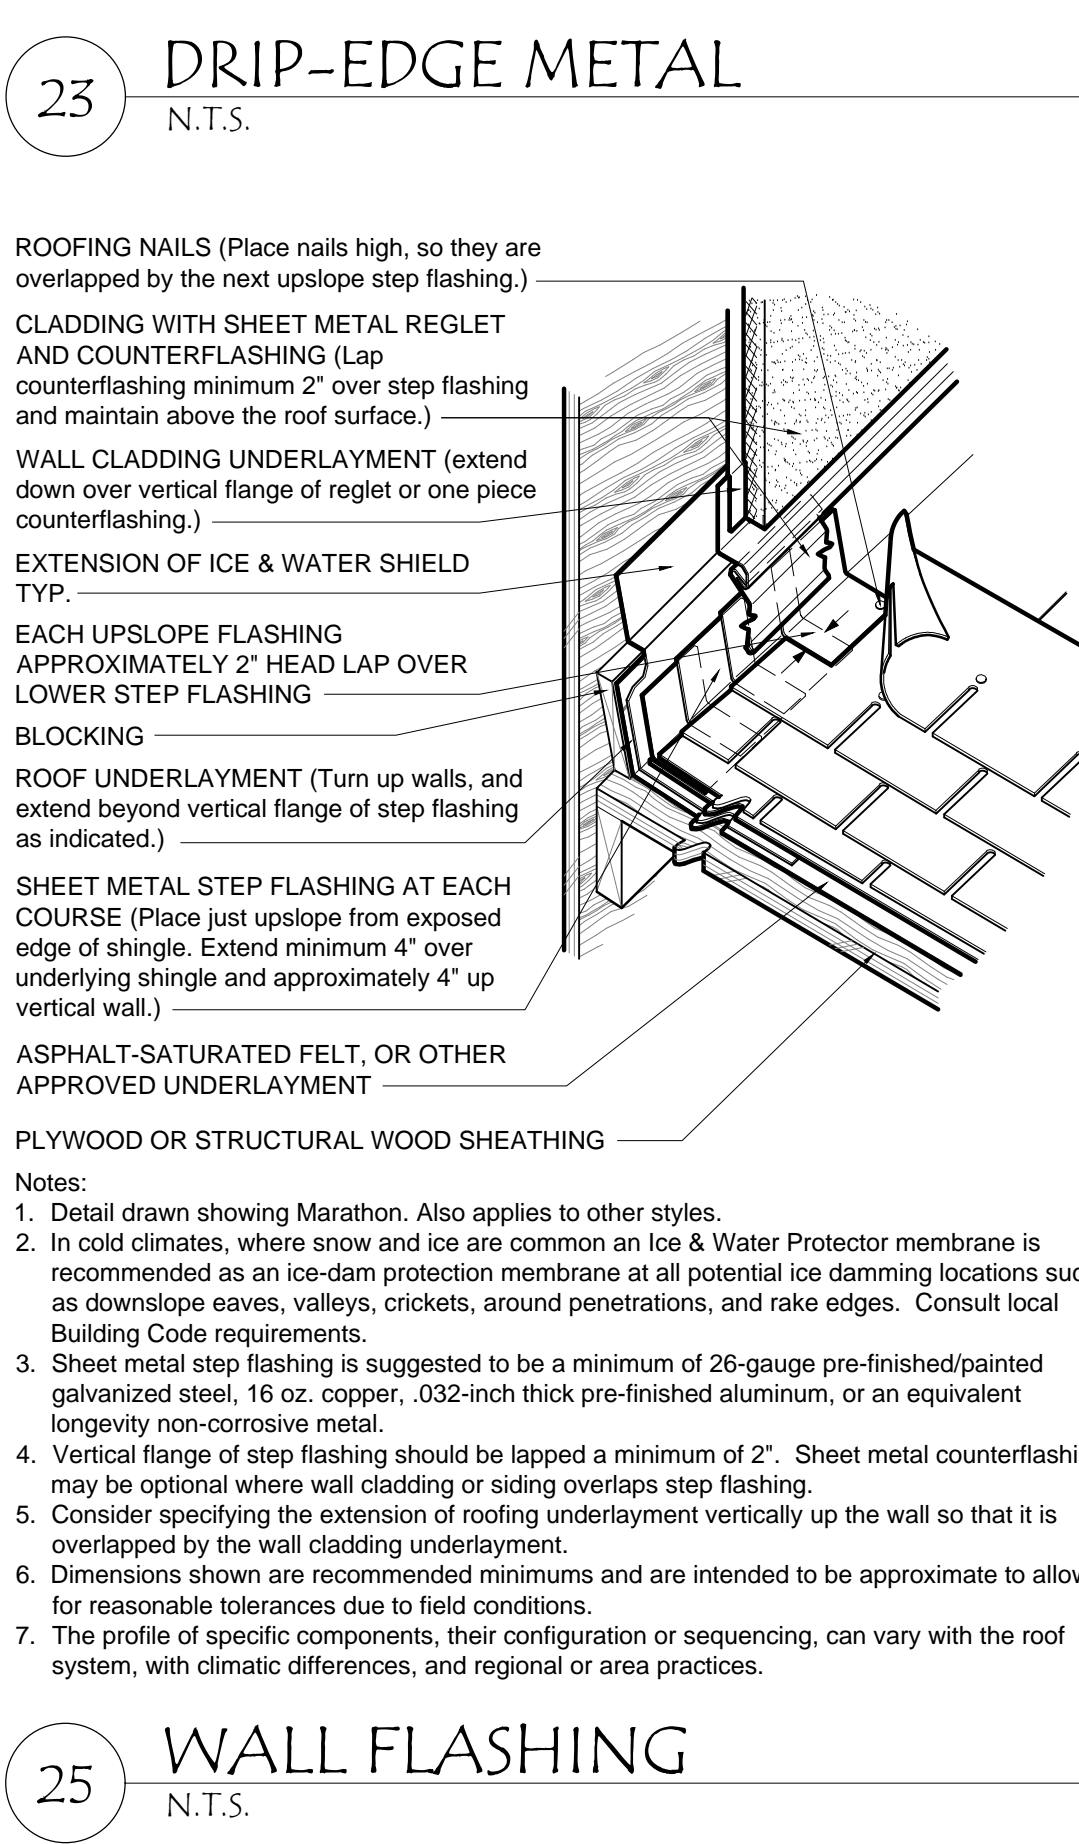 23
DRIP-EDGE METAL
N.T.S.
ROOFING NAILS (Place nails high, so they are
overlapped by the next upslope step flashing.)
CLADDING WITH SHEET METAL REGLET
AND COUNTERFLASHING (Lap
counterflashing minimum 2" over step flashing
and maintain above the roof surface.)
WALL CLADDING UNDERLAYMENT (extend
down over vertical flange of reglet or one piece
counterflashing.)
EXTENSION OF ICE & WATER SHIELD
TYP.
EACH UPSLOPE FLASHING
APPROXIMATELY 2" HEAD LAP OVER
LOWER STEP FLASHING
BLOCKING
ROOF UNDERLAYMENT (Turn up walls, and
extend beyond vertical flange of step flashing
as indicated.)
SHEET METAL STEP FLASHING AT EACH
COURSE (Place just upslope from exposed
edge of shingle. Extend minimum 4" over
underlying shingle and approximately 4" up
vertical wall.)
ASPHALT-SATURATED FELT, OR OTHER
APPROVED UNDERLAYMENT
PLYWOOD OR STRUCTURAL WOOD SHEATHING
Notes:
1. Detail drawn showing Marathon. Also applies to other styles.
2. In cold climates, where snow and ice are common an Ice & Water Protector membrane is
recommended as an ice-dam protection membrane at all potential ice damming locations suc
as downslope eaves, valleys, crickets, around penetrations, and rake edges. Consult local
Building Code requirements.
3. Sheet metal step flashing is suggested to be a minimum of 26-gauge pre-finished/painted
galvanized steel, 16 oz. copper, .032-inch thick pre-finished aluminum, or an equivalent
longevity non-corrosive metal.
4. Vertical flange of step flashing should be lapped a minimum of 2". Sheet metal counterflashi
may be optional where wall cladding or siding overlaps step flashing.
5. Consider specifying the extension of roofing underlayment vertically up the wall so that it is
overlapped by the wall cladding underlayment.
6. Dimensions shown are recommended minimums and are intended to be approximate to allow
for reasonable tolerances due to field conditions.
7. The profile of specific components, their configuration or sequencing, can vary with the roof
system, with climatic differences, and regional or area practices.
25
WALL FLASHING
N.T.S.